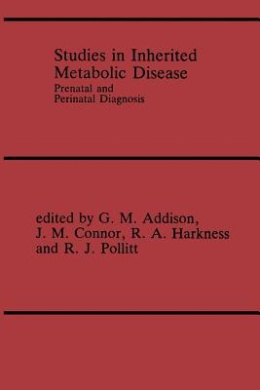 Studies in Inherited
Metabolic Disease
Prenatal and
Perinatal Diagnosis
edited by G. M. Addison,
J. M. Connor, R. A. Harkness
and R. J. Pollitt